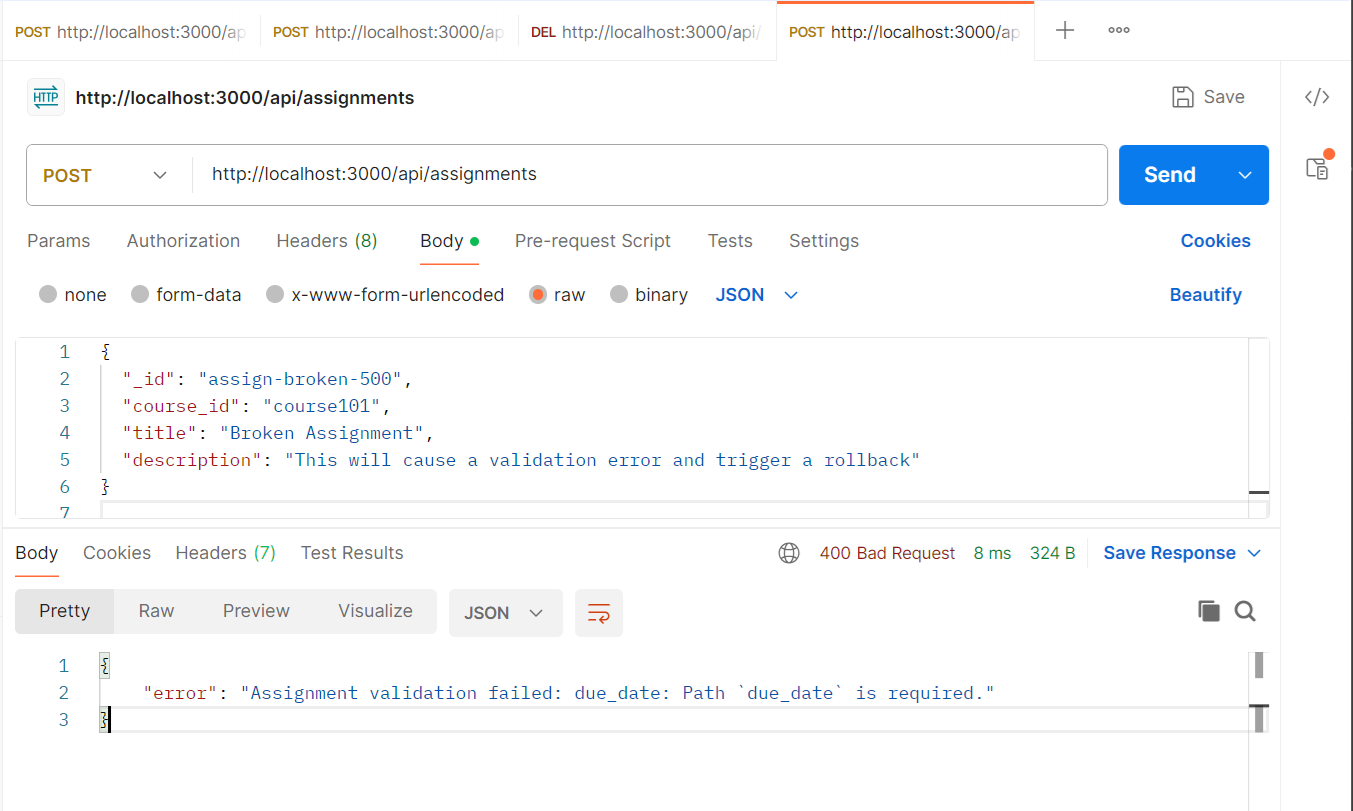 POST http://localhost:3000/ap POST http://localhost:3000/ap DEL http://localhost:3000/api/ POST http://localhost:3000/ap
HTTP http://localhost:3000/api/assignments Save
POST http://localhost:3000/api/assignments Send
Params Authorization Headers (8) Body Pre-request Script Tests Settings Cookies
none form-data x-www-form-urlencoded raw binary JSON Beautify
1 {
2 "_id": "assign-broken-500",
3 "course_id": "course101",
4 "title": "Broken Assignment",
5 "description": "This will cause a validation error and trigger a rollback"
6 }
7
Body Cookies Headers (7) Test Results 400 Bad Request 8 ms 324 B Save Response
Pretty Raw Preview Visualize JSON
1 {
2 "error": "Assignment validation failed: due_date: Path `due_date` is required."
3 }